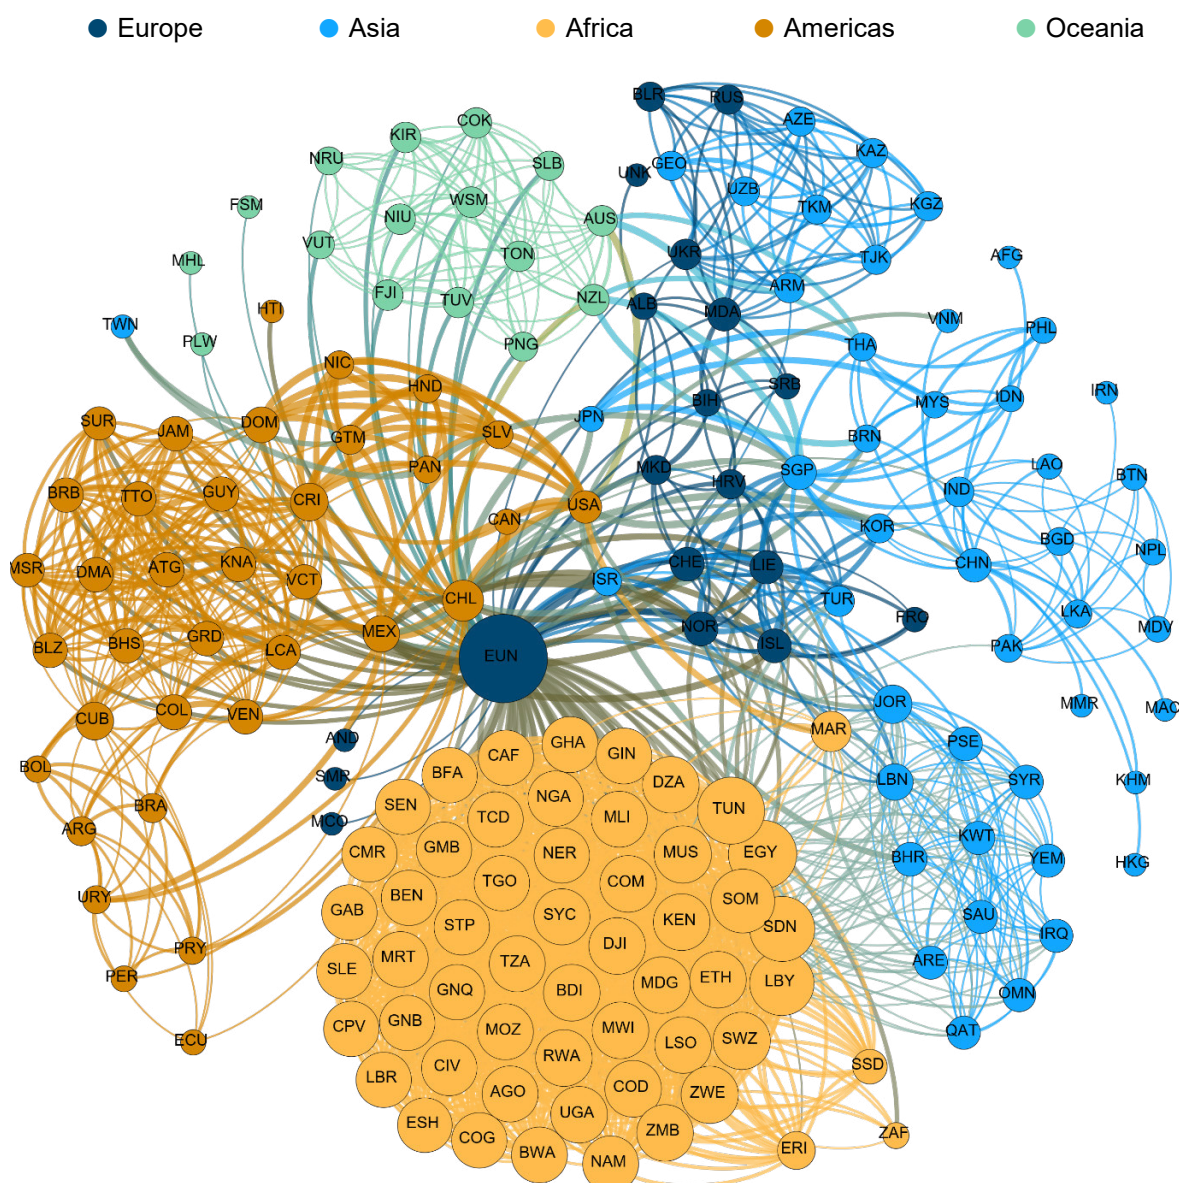 Europe Asia Africa Americas Oceania
BLR
RUS
AZE
COK
KIR
KAZ
NRU
SLB
GEO
UNK
UZB
WSM
FSM
TKM
KGZ
NIU
AUS
VUT
UKR
TON
TJK
AFG
MHL
ARM
FJI
TUV
NZL
ALB
MDA
HTI
TWN
VNM
PHL
PLW
PNG
THA
NIC
HND
SRB
IRN
BIH
MYS
IDN
SUR
JAM
DOM
GTM
SLV
JPN
BRN
PAN
MKD
SGP
LAO
BTN
BRB
TTO
GUY
CRI
HRV
IND
USA
CAN
KOR
BGD
NPL
MSR
DMA
ATG
KNA
VCT
CHE
LIE
CHN
ISR
CHL
TUR
LKA
FRO
MDV
BLZ
BHS
GRD
LCA
MEX
NOR
ISL
PAK
EUN
CUB
COL
VEN
JOR
MMR
MAC
AND
MAR
PSE
BOL
SMR
CAF
GHA
GIN
BFA
DZA
LBN
SYR
KHM
BRA
ARG
MCO
SEN
NGA
TCD
MLI
TUN
KWT
CMR
GMB
NER
MUS
EGY
BHR
YEM
HKG
URY
BEN
TGO
COM
SOM
GAB
STP
SYC
KEN
SDN
SAU
IRQ
PRY
DJI
PER
SLE
MRT
TZA
MDG
ETH
LBY
ARE
GNQ
BDI
OMN
ECU
CPV
GNB
MOZ
MWI
LSO
SWZ
QAT
CIV
RWA
SSD
LBR
AGO
COD
ZWE
ESH
UGA
ZMB
ZAF
COG
BWA
NAM
ERI